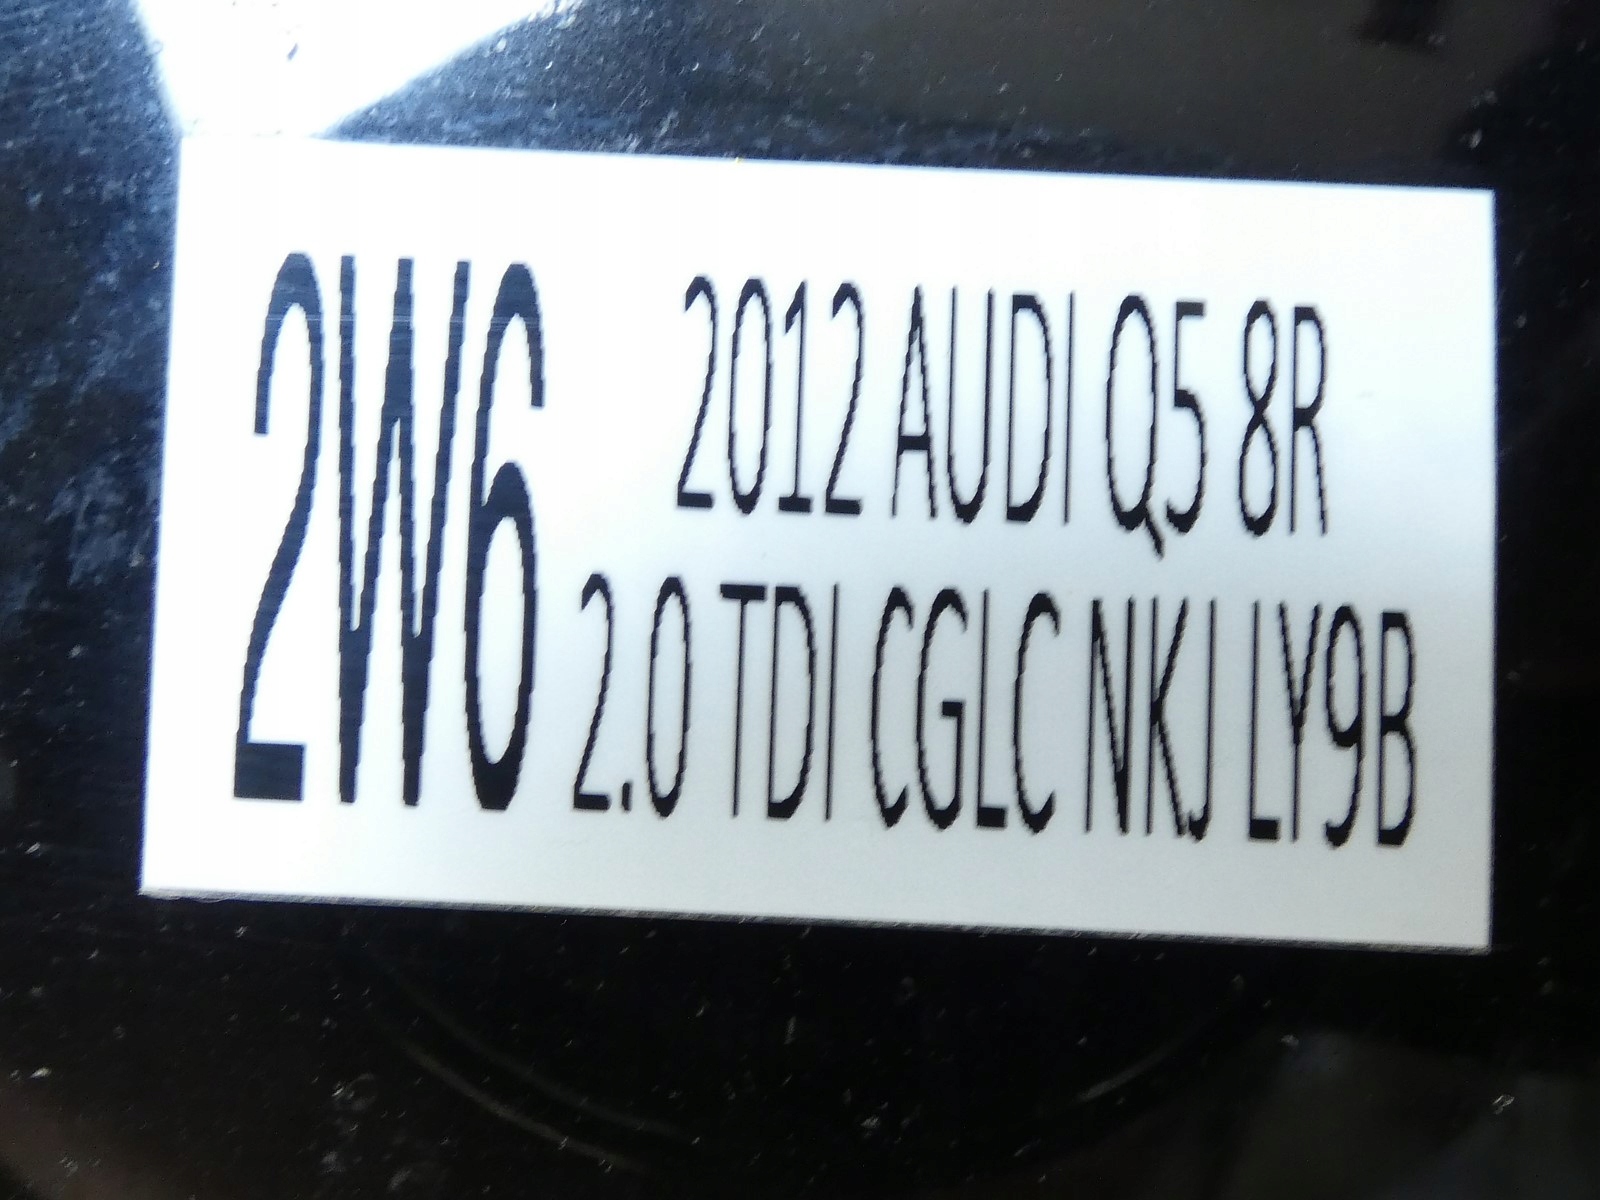 2W6
2012 AUDI Q5 8R
2.0 TDI CGLC NKJ LY9B